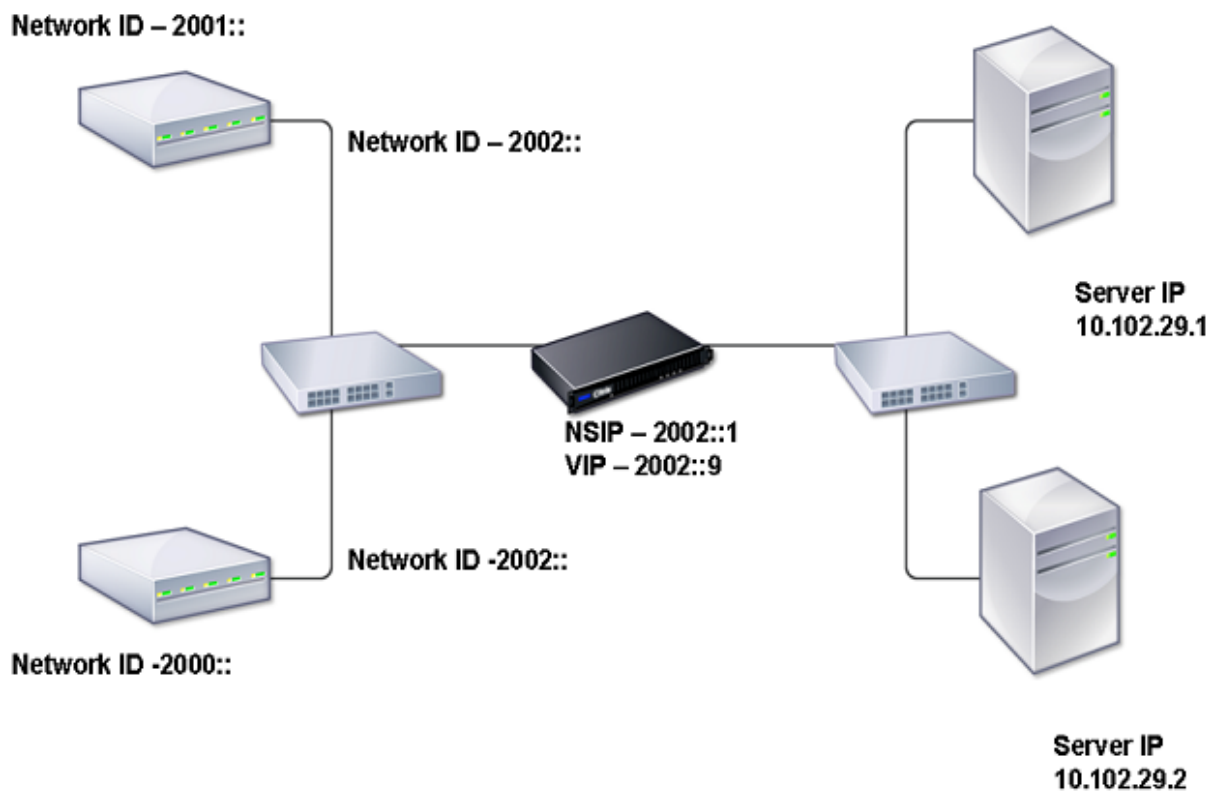 Network ID – 2001::
Network ID – 2002::
Server IP
10.102.29.1
NSIP – 2002::1
VIP – 2002::9
Network ID -2002::
Network ID -2000::
Server IP
10.102.29.2